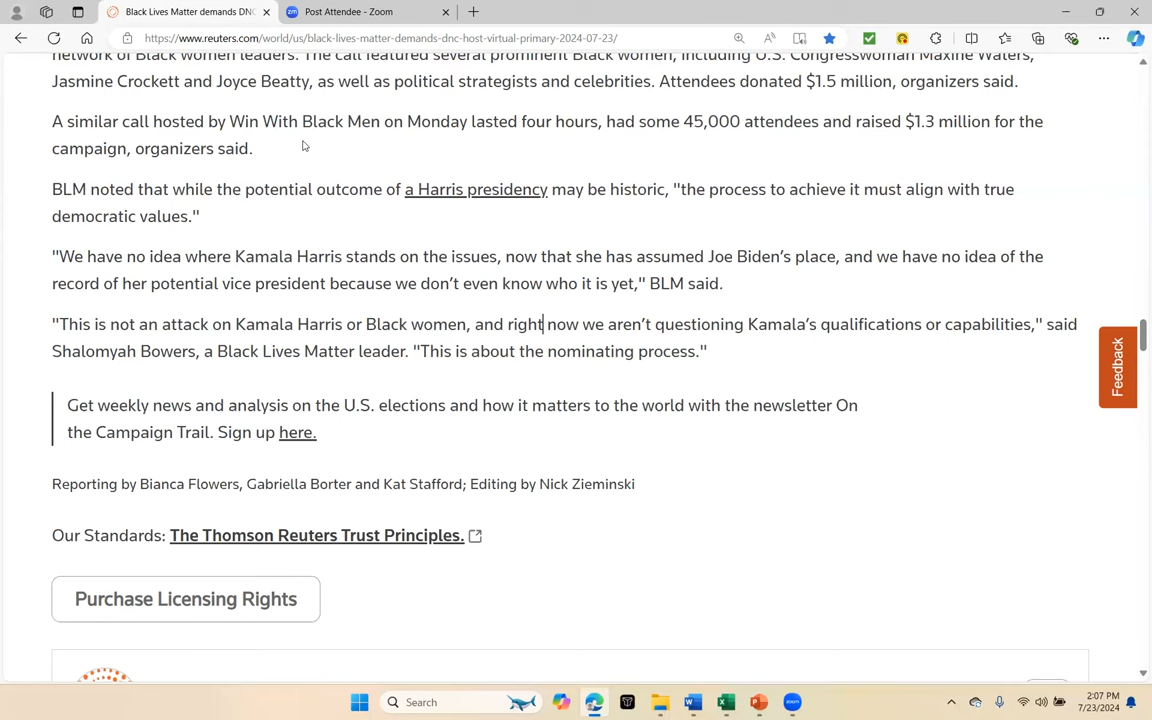 Black Lives Matter demands DNC
Post Attendee - Zoom
https://www.reuters.com/world/us/black-lives-matter-demands-dnc-host-virtual-primary-2024-07-23/
network of Black women leaders. The call featured several prominent Black women, including U.S. Congresswoman Maxine Waters,
Jasmine Crockett and Joyce Beatty, as well as political strategists and celebrities. Attendees donated $1.5 million, organizers said.
A similar call hosted by Win With Black Men on Monday lasted four hours, had some 45,000 attendees and raised $1.3 million for the
campaign, organizers said.
BLM noted that while the potential outcome of a Harris presidency may be historic, "the process to achieve it must align with true
democratic values."
"We have no idea where Kamala Harris stands on the issues, now that she has assumed Joe Biden’s place, and we have no idea of the
record of her potential vice president because we don’t even know who it is yet," BLM said.
"This is not an attack on Kamala Harris or Black women, and right now we aren’t questioning Kamala’s qualifications or capabilities," said
Shalomyah Bowers, a Black Lives Matter leader. "This is about the nominating process."
Get weekly news and analysis on the U.S. elections and how it matters to the world with the newsletter On
the Campaign Trail. Sign up here.
Reporting by Bianca Flowers, Gabriella Borter and Kat Stafford; Editing by Nick Zieminski
Our Standards: The Thomson Reuters Trust Principles.
Purchase Licensing Rights
Feedback
Search
2:07 PM
7/23/2024